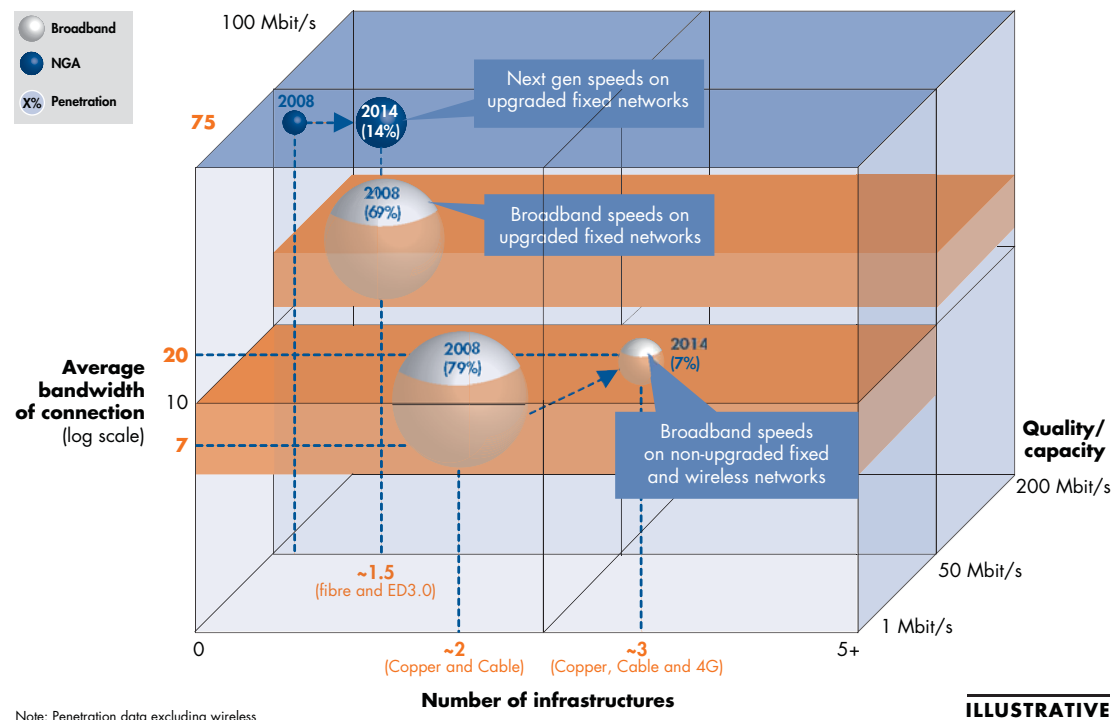 Broadband
NGA
X% Penetration
100 Mbit/s
75
2008
2014
(14%)
Next gen speeds on
upgraded fixed networks
2008
(69%)
Broadband speeds on
upgraded fixed networks
20
10
7
Average
bandwidth
of connection
(log scale)
2008
(79%)
2014
(7%)
Broadband speeds
on non-upgraded fixed
and wireless networks
Quality/
capacity
200 Mbit/s
50 Mbit/s
1 Mbit/s
~1.5
(fibre and ED3.0)
0
~2
(Copper and Cable)
~3
(Copper, Cable and 4G)
5+
Number of infrastructures
Note: Penetration data excluding wireless
ILLUSTRATIVE